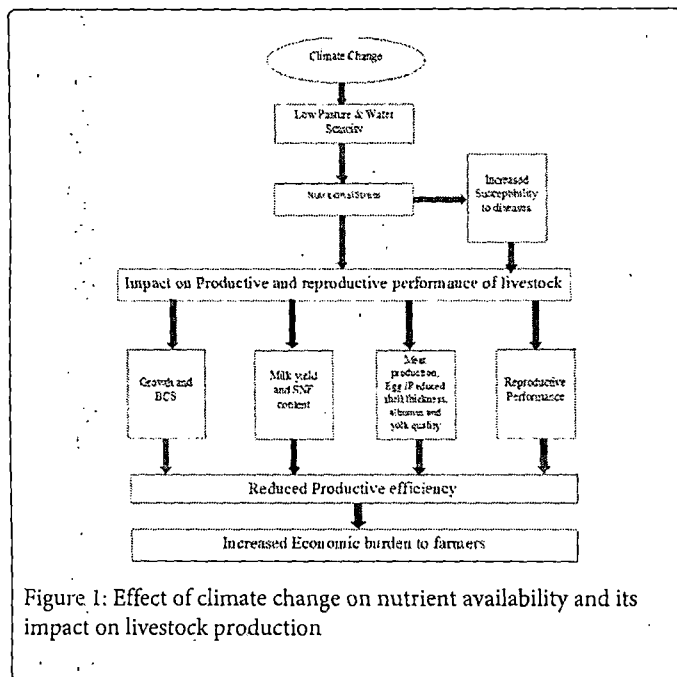 Climate Change
Low Pasture & Water
Scarcity
Nutritional Stress
Increased
Susceptibility
to diseases
Impact on Productive and reproductive performance of livestock
Growth and
BCS
Milk yield
and SNF
content
Meat
production,
Egg /Reduced
shell thickness,
albumen and
yolk quality
Reproductive
Performance
Reduced Productive efficiency
Increased Economic burden to farmers
Figure 1: Effect of climate change on nutrient availability and its
impact on livestock production